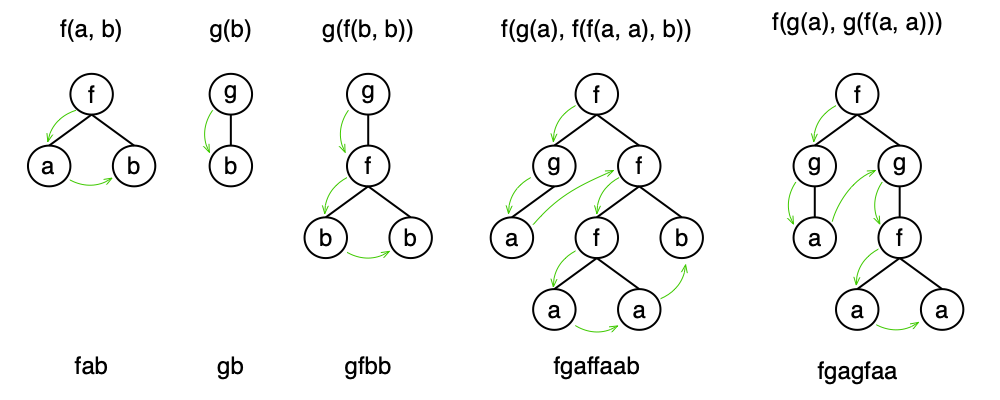 f(a, b)
g(b)
g(f(b, b))
f(g(a), f(f(a, a), b))
f(g(a), g(f(a, a)))
f
a
b
g
b
g
f
b
b
f
g
f
a
f
b
a
a
f
g
g
a
f
a
a
fab
gb
gfbb
fgaffaab
fgagfaa